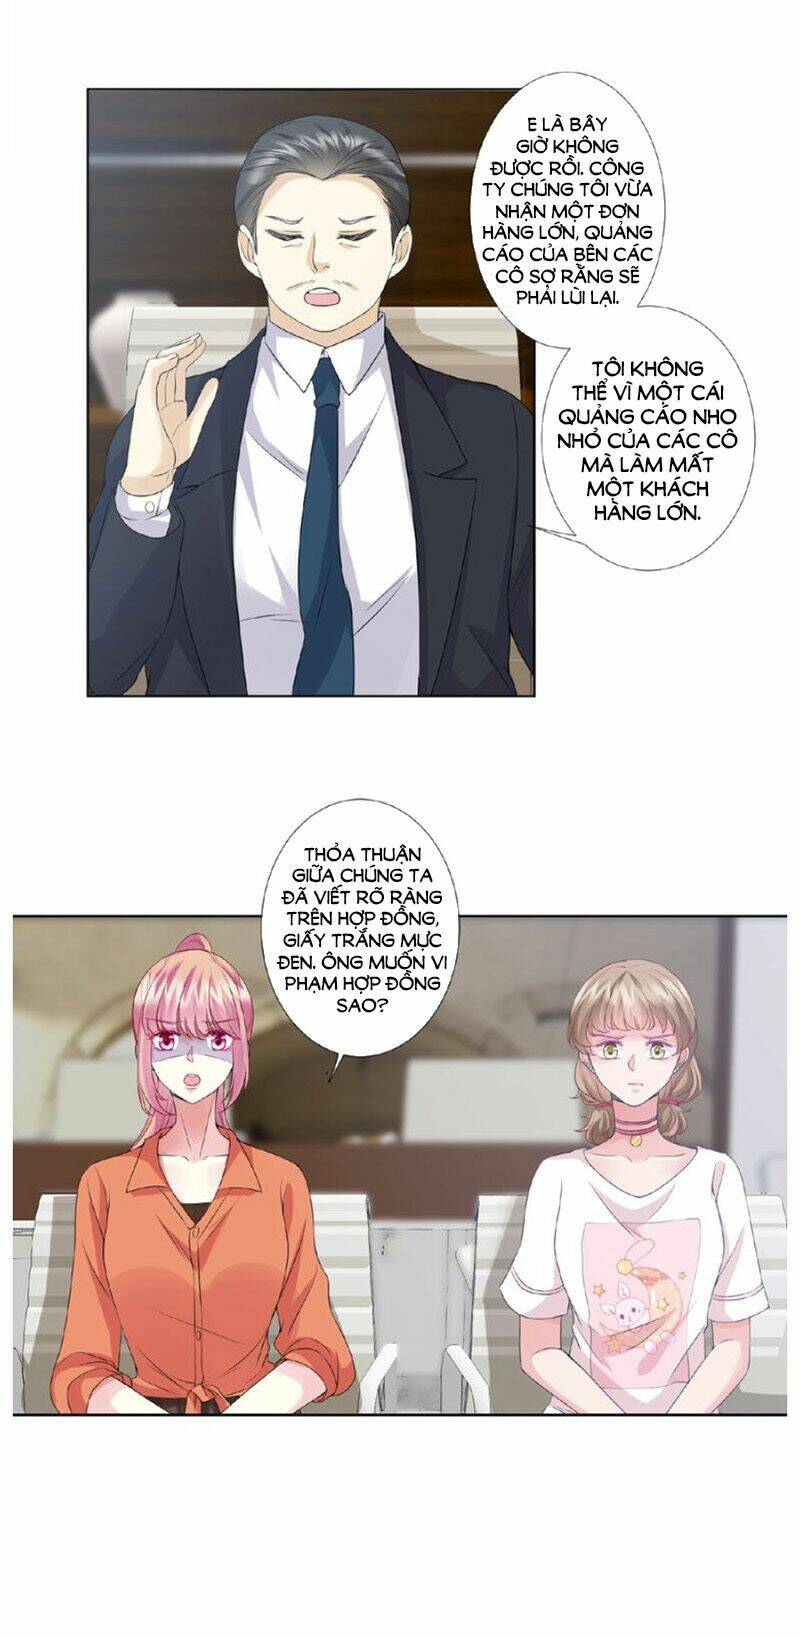 E LÀ BÂY
GIỜ KHÔNG
ĐƯỢC RỒI. CÔNG
TY CHÚNG TÔI VỪA
NHẬN MỘT ĐƠN
HÀNG LỚN, QUẢNG
CÁO CỦA BÊN CÁC
CÔ SỢ RẰNG SẼ
PHẢI LÙI LẠI.
TÔI KHÔNG
THỂ VÌ MỘT CÁI
QUẢNG CÁO NHO
NHỎ CỦA CÁC CÔ
MÀ LÀM MẤT
MỘT KHÁCH
HÀNG LỚN.
THỎA THUẬN
GIỮA CHÚNG TA
ĐÃ VIẾT RÕ RÀNG
TRÊN HỢP ĐỒNG,
GIẤY TRẮNG MỰC
ĐEN. ÔNG MUỐN VI
PHẠM HỢP ĐỒNG
SAO?